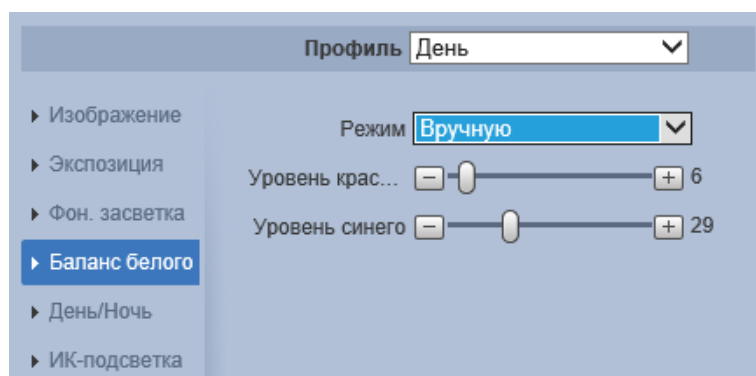 Профиль День
Изображение
Экспозиция
Фон. засветка
Баланс белого
День/Ночь
ИК-подсветка
Режим Вручную
Уровень крас... 6
Уровень синего 29